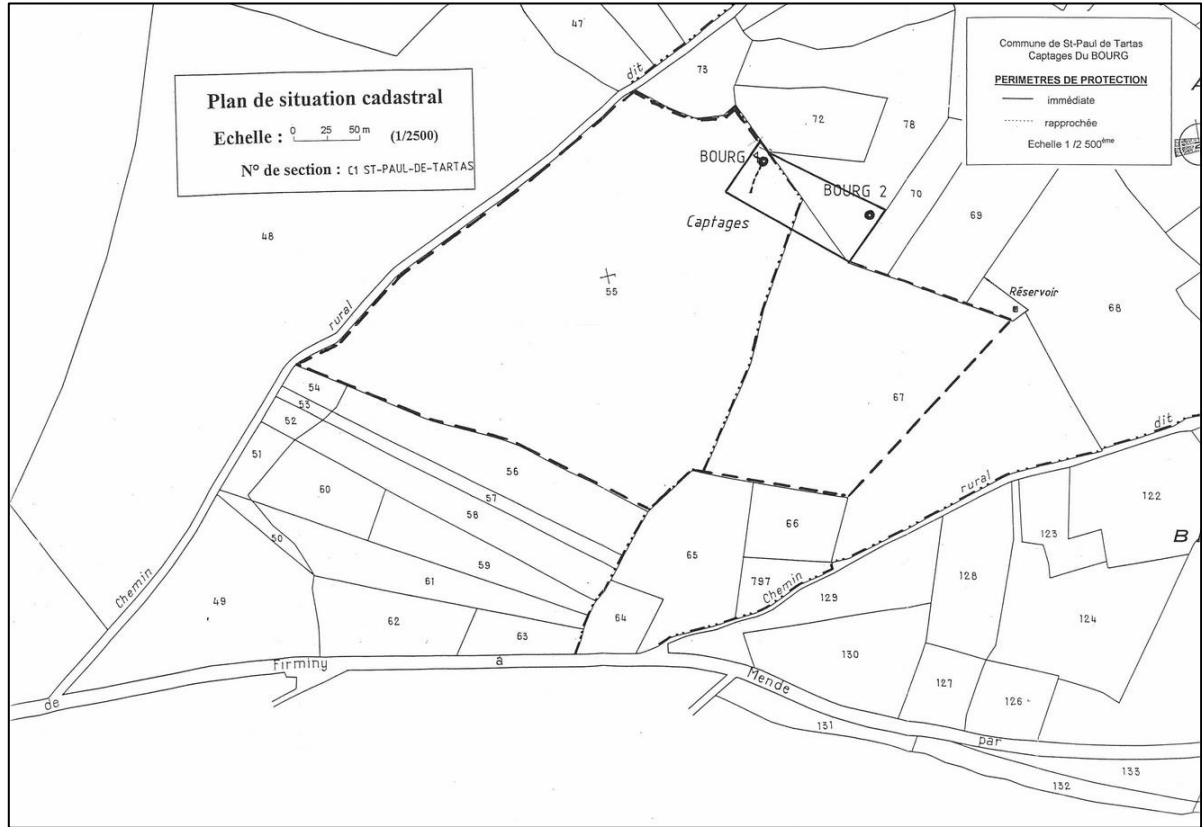 Plan de situation cadastral
Echelle : 0 25 50 m (1/2500)
N° de section : C1 ST-PAUL-DE-TARTAS
Commune de St-Paul de Tartas
Captages Du BOURG
PERIMETRES DE PROTECTION
immédiate
rapprochée
Echelle 1 /2 500ème
47
dit
73
72
78
BOURG 1
BOURG 2
70
69
Captages
48
55
Réservoir
68
rural
67
54
53
52
51
56
57
58
60
59
50
61
62
63
49
64
65
66
797
Chemin
dit
rural
Chemin
129
122
123
B
128
124
130
127
126
de
Firminy
à
Mende
par
131
132
133